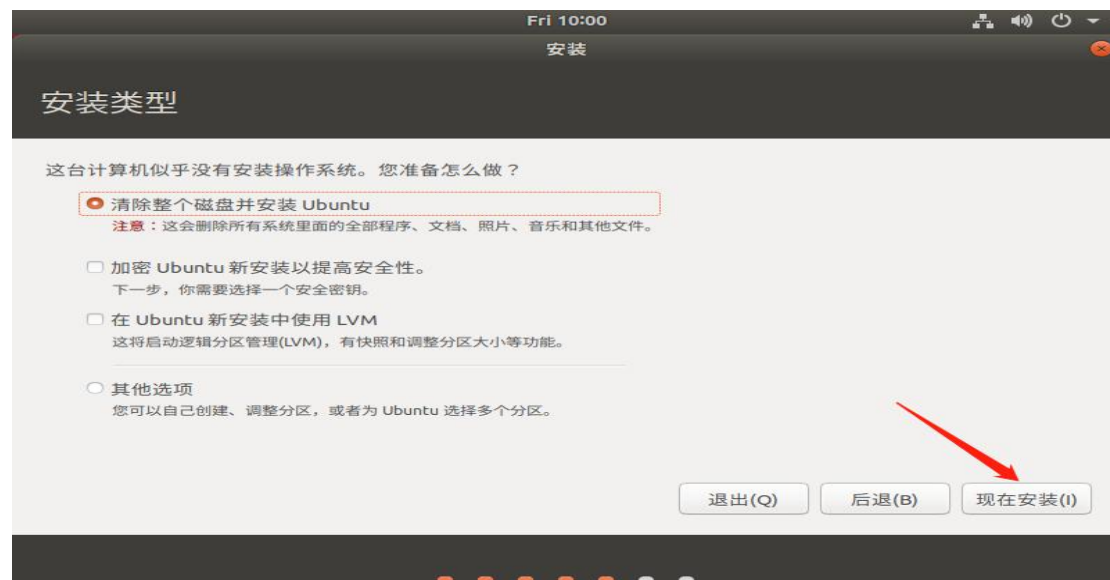 Fri 10:00
安装
安装类型
这台计算机似乎没有安装操作系统。您准备怎么做？
清除整个磁盘并安装 Ubuntu
注意：这会删除所有系统里面的全部程序、文档、照片、音乐和其他文件。
加密 Ubuntu 新安装以提高安全性。
下一步，你需要选择一个安全密钥。
在 Ubuntu 新安装中使用 LVM
这将启动逻辑分区管理(LVM)，有快照和调整分区大小等功能。
其他选项
您可以自己创建、调整分区，或者为 Ubuntu 选择多个分区。
退出(Q) 后退(B) 现在安装(I)